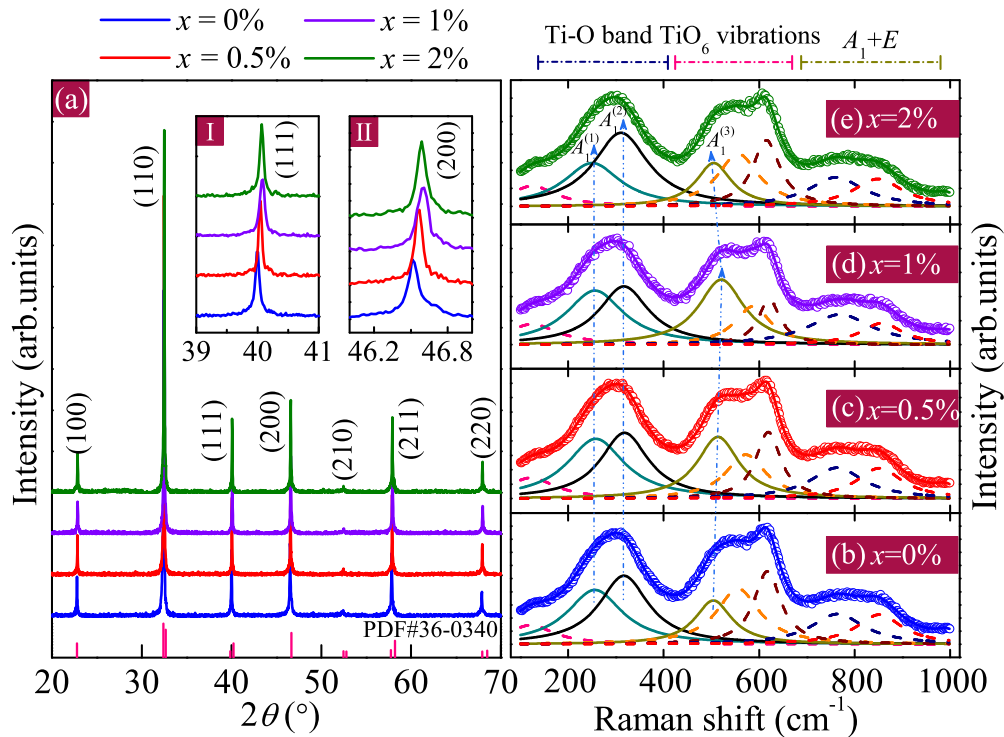 x = 0%
x = 1%
x = 0.5%
x = 2%
(a)
I
(111)
39 40 41
II
(200)
46.2 46.8
(100)
(110)
(111)
(200)
(210)
(211)
(220)
PDF#36-0340
20 30 40 50 60 70
2θ (°)
Intensity (arb.units)
Ti-O band TiO₆ vibrations A₁+E
A₁⁽¹⁾
A₁⁽²⁾
A₁⁽³⁾
(e) x=2%
(d) x=1%
(c) x=0.5%
(b) x=0%
200 400 600 800 1000
Raman shift (cm⁻¹)
Intensity (arb.units)